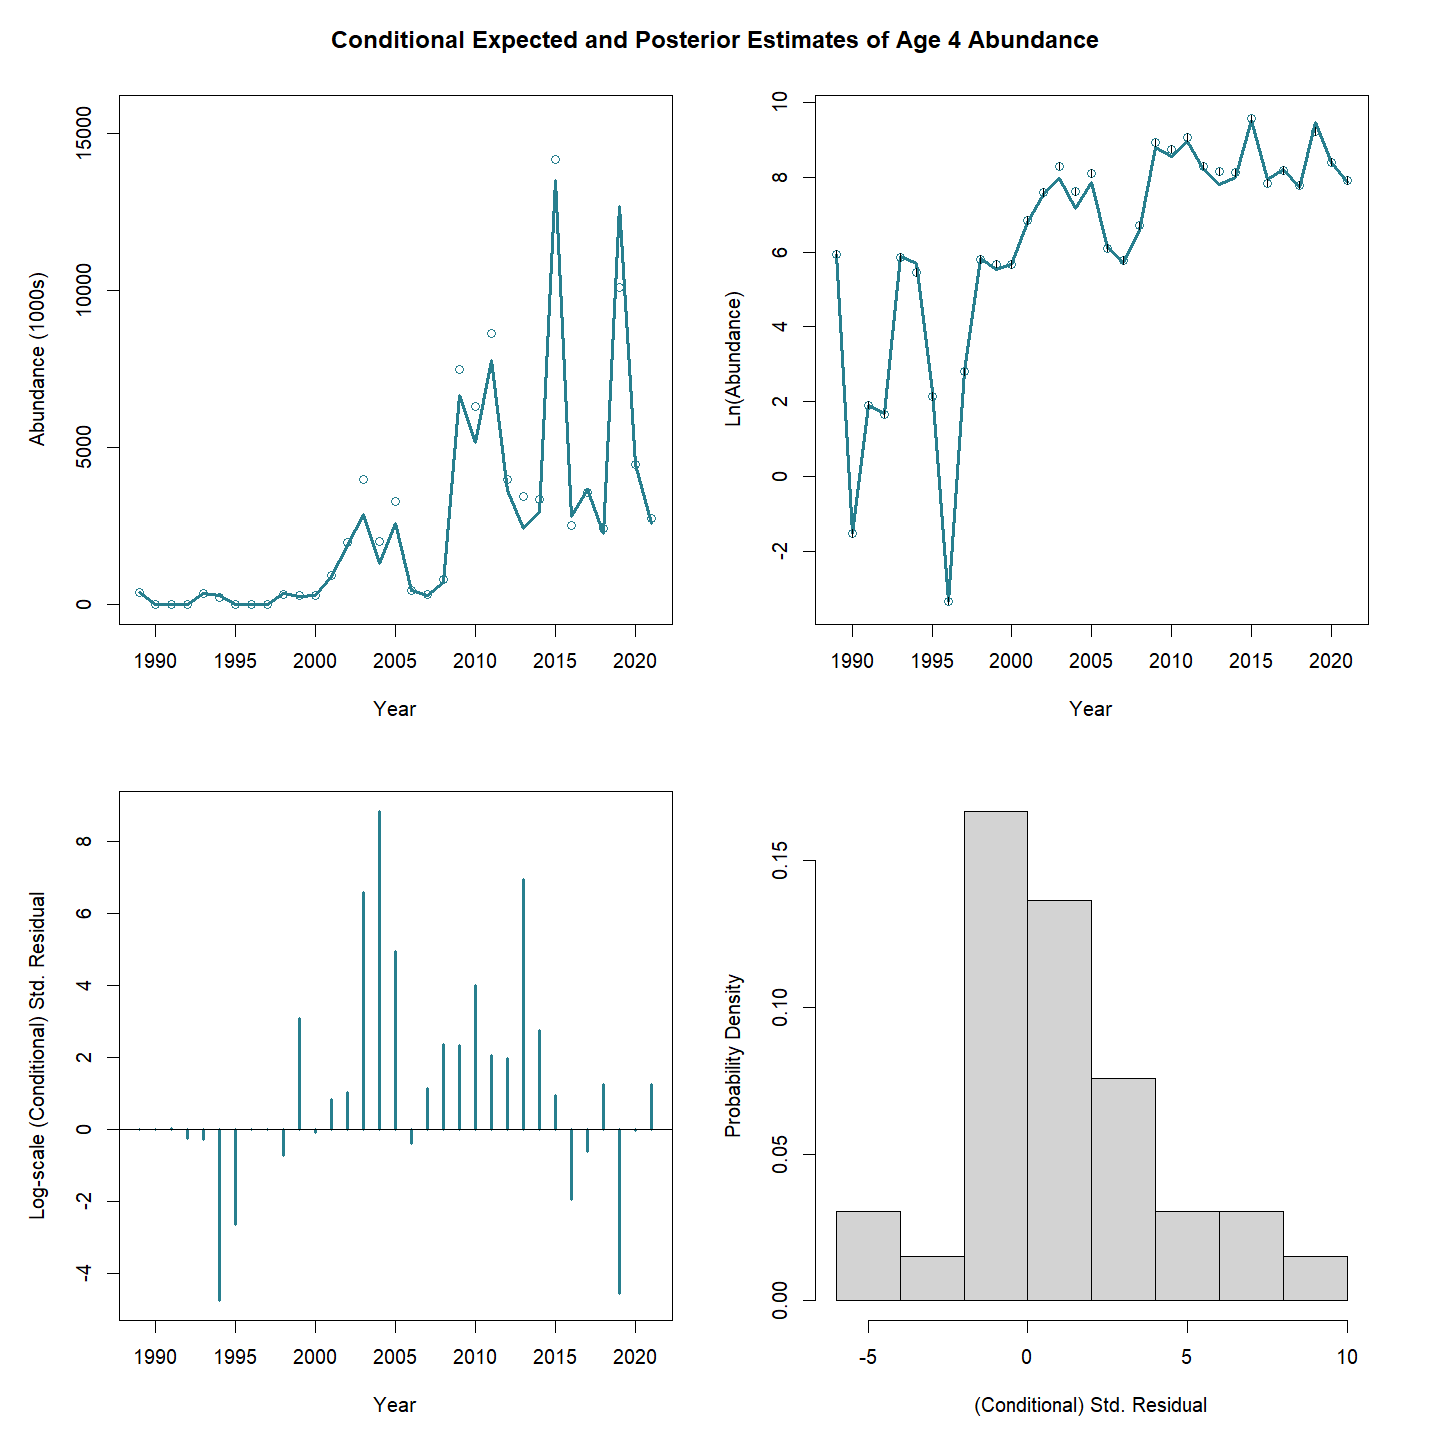 Conditional Expected and Posterior Estimates of Age 4 Abundance
Abundance (1000s)
15000
10000
5000
0
1990 1995 2000 2005 2010 2015 2020
Year
Ln(Abundance)
10
8
6
4
2
0
-2
1990 1995 2000 2005 2010 2015 2020
Year
Log-scale (Conditional) Std. Residual
8
6
4
2
0
-2
-4
1990 1995 2000 2005 2010 2015 2020
Year
Probability Density
0.15
0.10
0.05
0.00
-5 0 5 10
(Conditional) Std. Residual